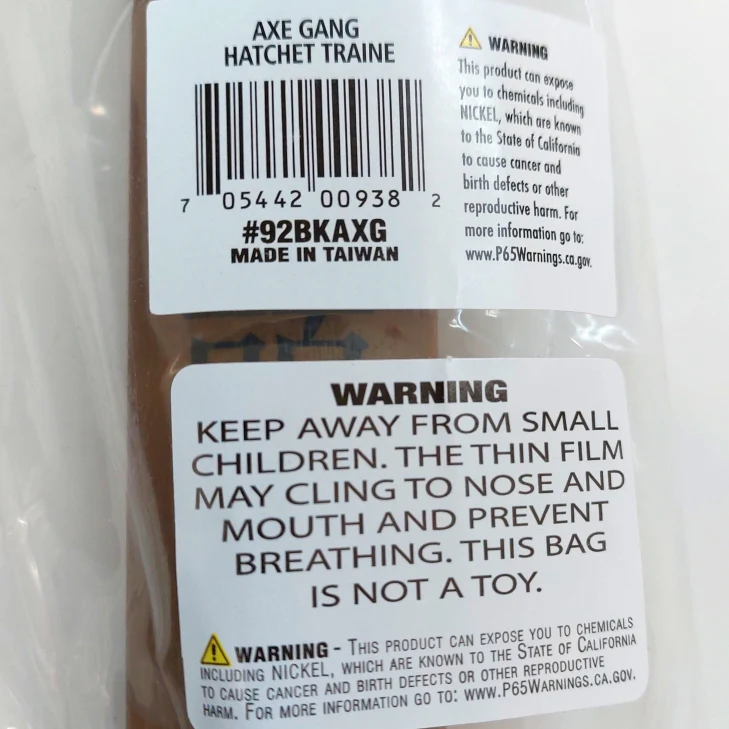 AXE GANG
HATCHET TRAINE
7 05442 00938 2
#92BKAXG
MADE IN TAIWAN
WARNING
This product can expose
you to chemicals including
NICKEL, which are known
to the State of California
to cause cancer and
birth defects or other
reproductive harm. For
more information go to:
www.P65Warnings.ca.gov.
WARNING
KEEP AWAY FROM SMALL
CHILDREN. THE THIN FILM
MAY CLING TO NOSE AND
MOUTH AND PREVENT
BREATHING. THIS BAG
IS NOT A TOY.
WARNING - THIS PRODUCT CAN EXPOSE YOU TO CHEMICALS
INCLUDING NICKEL, WHICH ARE KNOWN TO THE STATE OF CALIFORNIA
TO CAUSE CANCER AND BIRTH DEFECTS OR OTHER REPRODUCTIVE
HARM. FOR MORE INFORMATION GO TO: WWW.P65WARNINGS.CA.GOV.